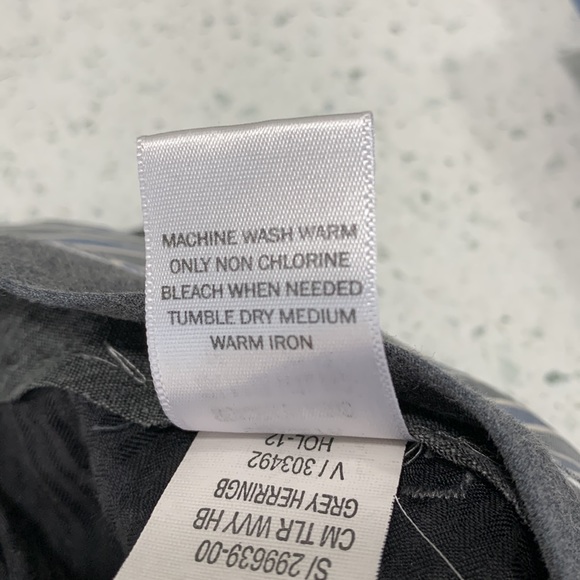 MACHINE WASH WARM
ONLY NON CHLORINE
BLEACH WHEN NEEDED
TUMBLE DRY MEDIUM
WARM IRON
S/ 299639-00
CM TLR WVY HB
GREY HERRINGB
V / 303492
HOL-12